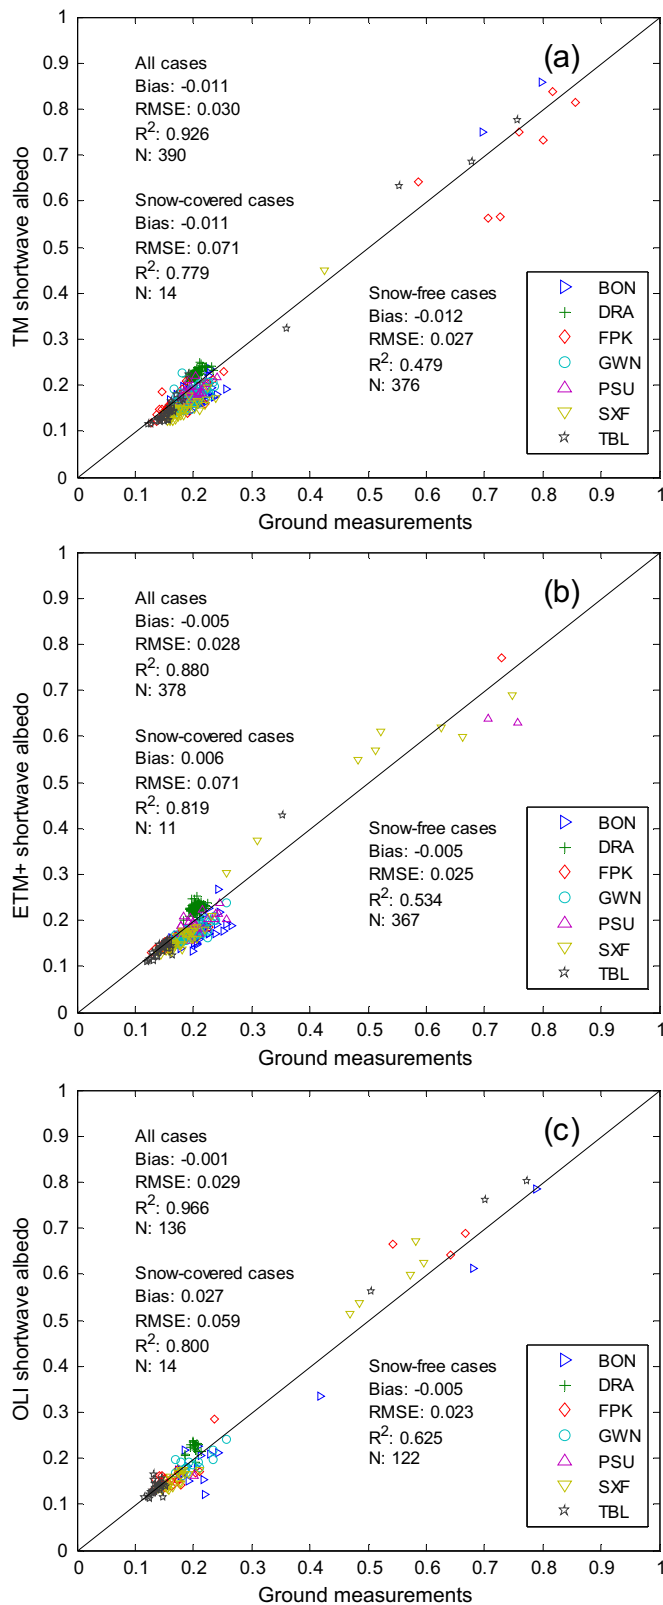 (a)
All cases
Bias: -0.011
RMSE: 0.030
R²: 0.926
N: 390
Snow-covered cases
Bias: -0.011
RMSE: 0.071
R²: 0.779
N: 14
Snow-free cases
Bias: -0.012
RMSE: 0.027
R²: 0.479
N: 376
BON
DRA
FPK
GWN
PSU
SXF
TBL
TM shortwave albedo
1
0.9
0.8
0.7
0.6
0.5
0.4
0.3
0.2
0.1
0
0 0.1 0.2 0.3 0.4 0.5 0.6 0.7 0.8 0.9 1
Ground measurements
(b)
All cases
Bias: -0.005
RMSE: 0.028
R²: 0.880
N: 378
Snow-covered cases
Bias: 0.006
RMSE: 0.071
R²: 0.819
N: 11
Snow-free cases
Bias: -0.005
RMSE: 0.025
R²: 0.534
N: 367
BON
DRA
FPK
GWN
PSU
SXF
TBL
ETM+ shortwave albedo
1
0.9
0.8
0.7
0.6
0.5
0.4
0.3
0.2
0.1
0
0 0.1 0.2 0.3 0.4 0.5 0.6 0.7 0.8 0.9 1
Ground measurements
(c)
All cases
Bias: -0.001
RMSE: 0.029
R²: 0.966
N: 136
Snow-covered cases
Bias: 0.027
RMSE: 0.059
R²: 0.800
N: 14
Snow-free cases
Bias: -0.005
RMSE: 0.023
R²: 0.625
N: 122
BON
DRA
FPK
GWN
PSU
SXF
TBL
OLI shortwave albedo
1
0.9
0.8
0.7
0.6
0.5
0.4
0.3
0.2
0.1
0
0 0.1 0.2 0.3 0.4 0.5 0.6 0.7 0.8 0.9 1
Ground measurements